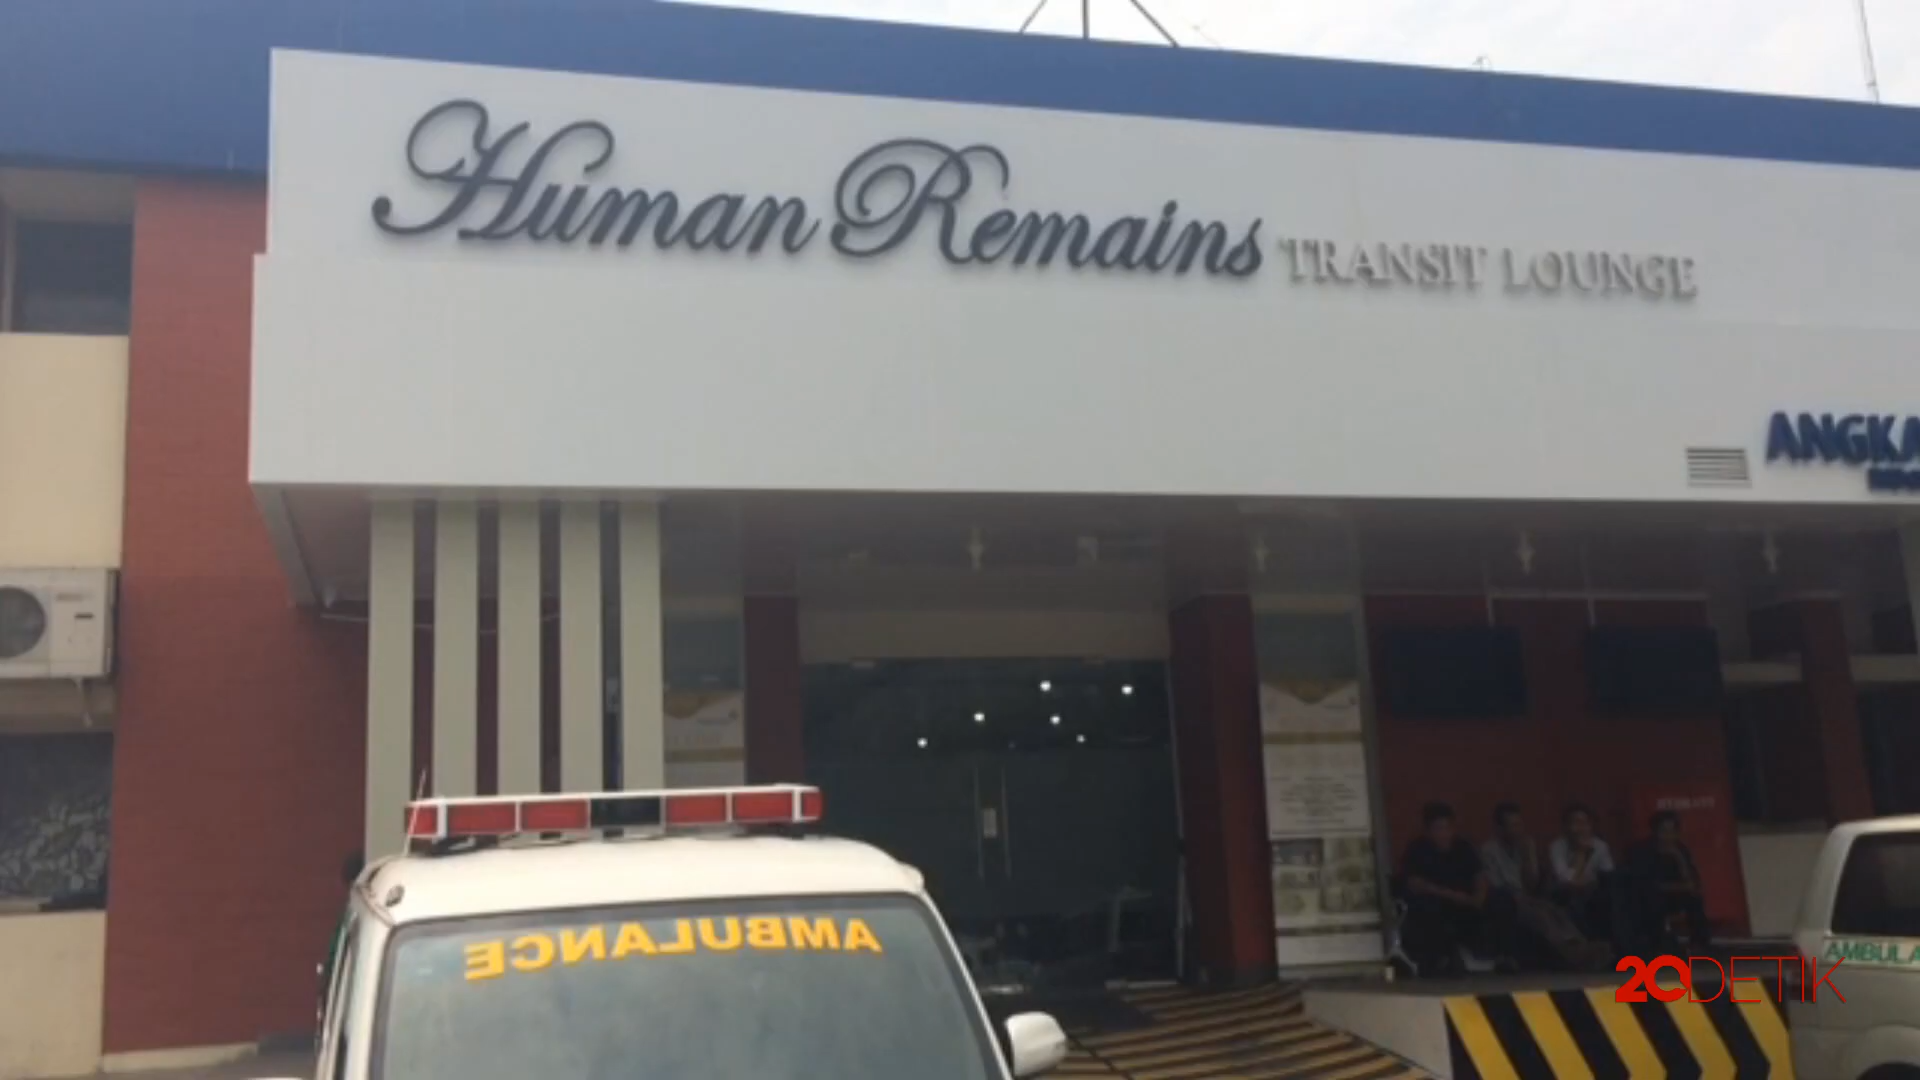 Human Remains TRANSIT LOUNGE
ANGKA
AMBULANCE
AMBULA
20DETIK